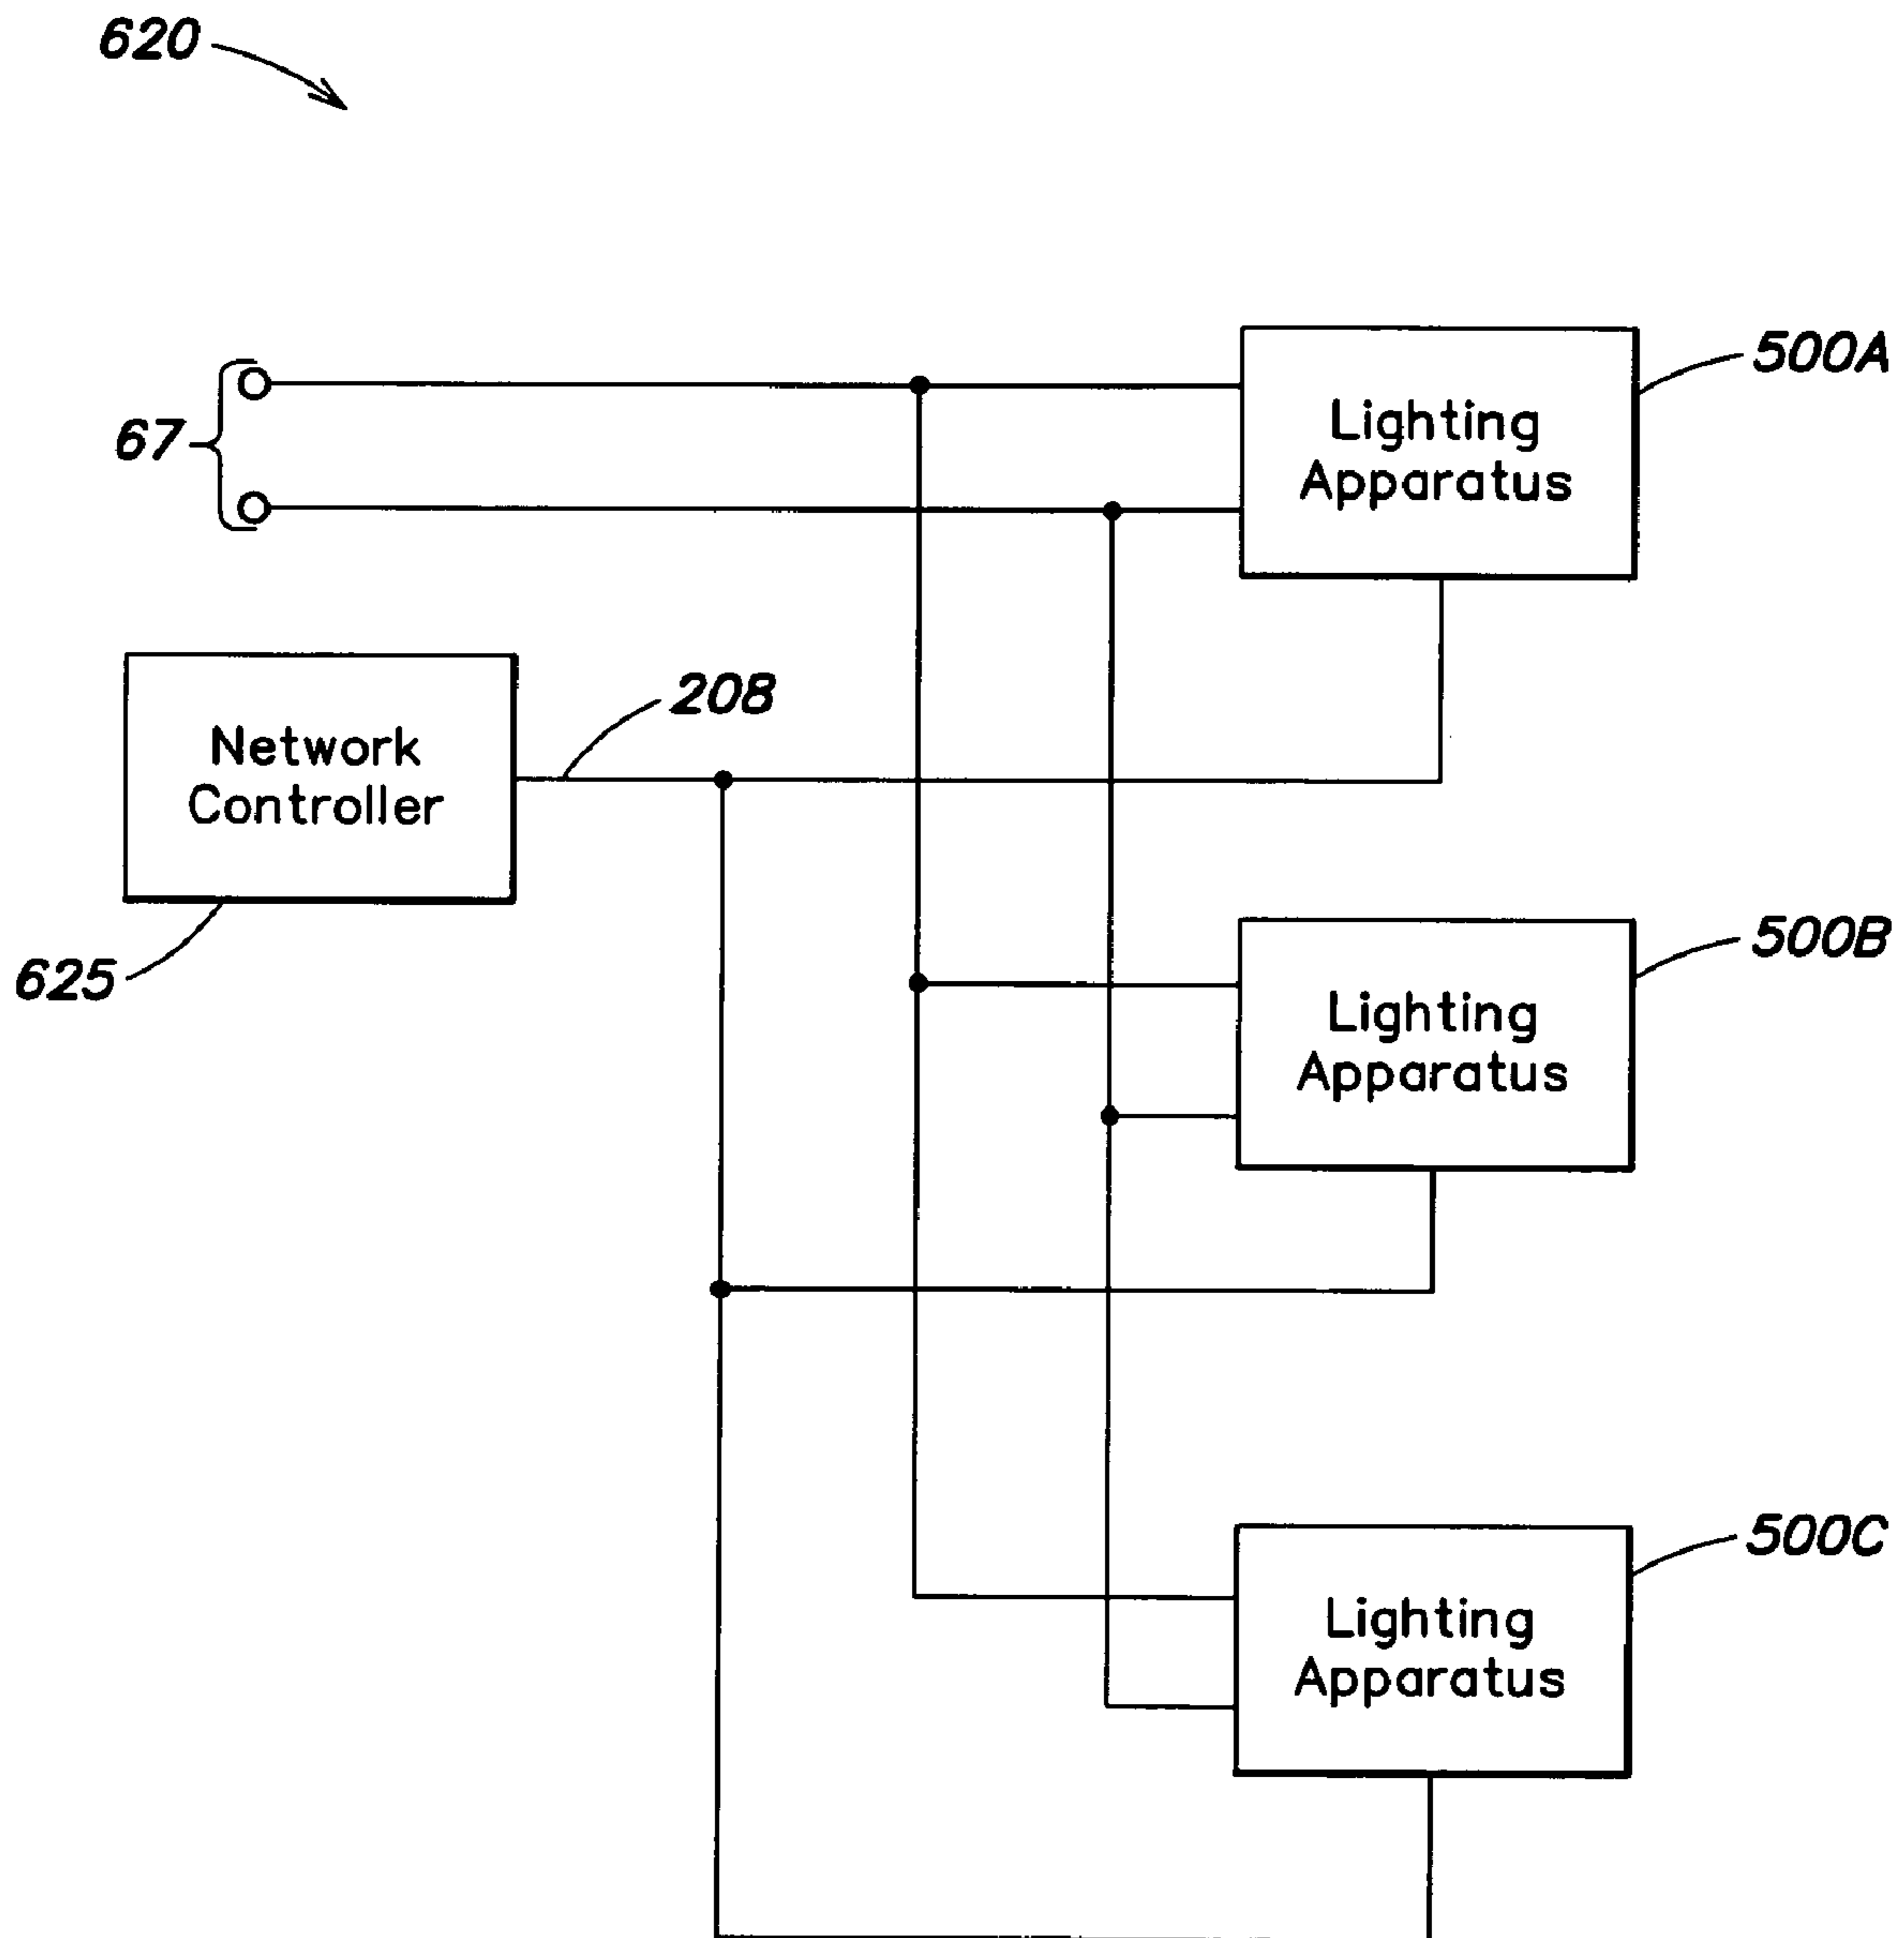 620
500A
Lighting
Apparatus
67
208
Network
Controller
625
500B
Lighting
Apparatus
500C
Lighting
Apparatus